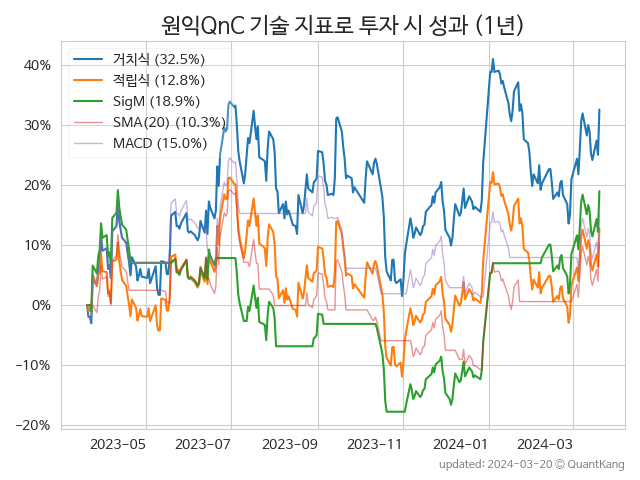 원익QnC 기술 지표로 투자 시 성과 (1년)
거치식 (32.5%)
적립식 (12.8%)
SigM (18.9%)
SMA(20) (10.3%)
MACD (15.0%)
40%
30%
20%
10%
0%
−10%
−20%
2023-05 2023-07 2023-09 2023-11 2024-01 2024-03
updated: 2024-03-20 © QuantKang